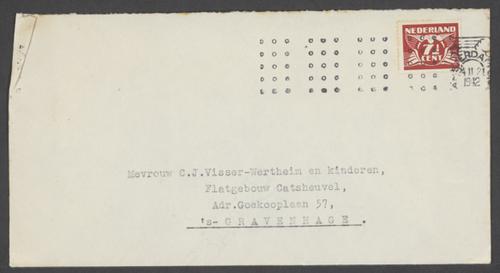 NEDERLAND
7½
CENT
1942
Mevrouw C.J.Visser-Wertheim en kinderen,
Flatgebouw Catsheuvel,
Adr.Goekooplaan 57,
's-GRAVENHAGE.